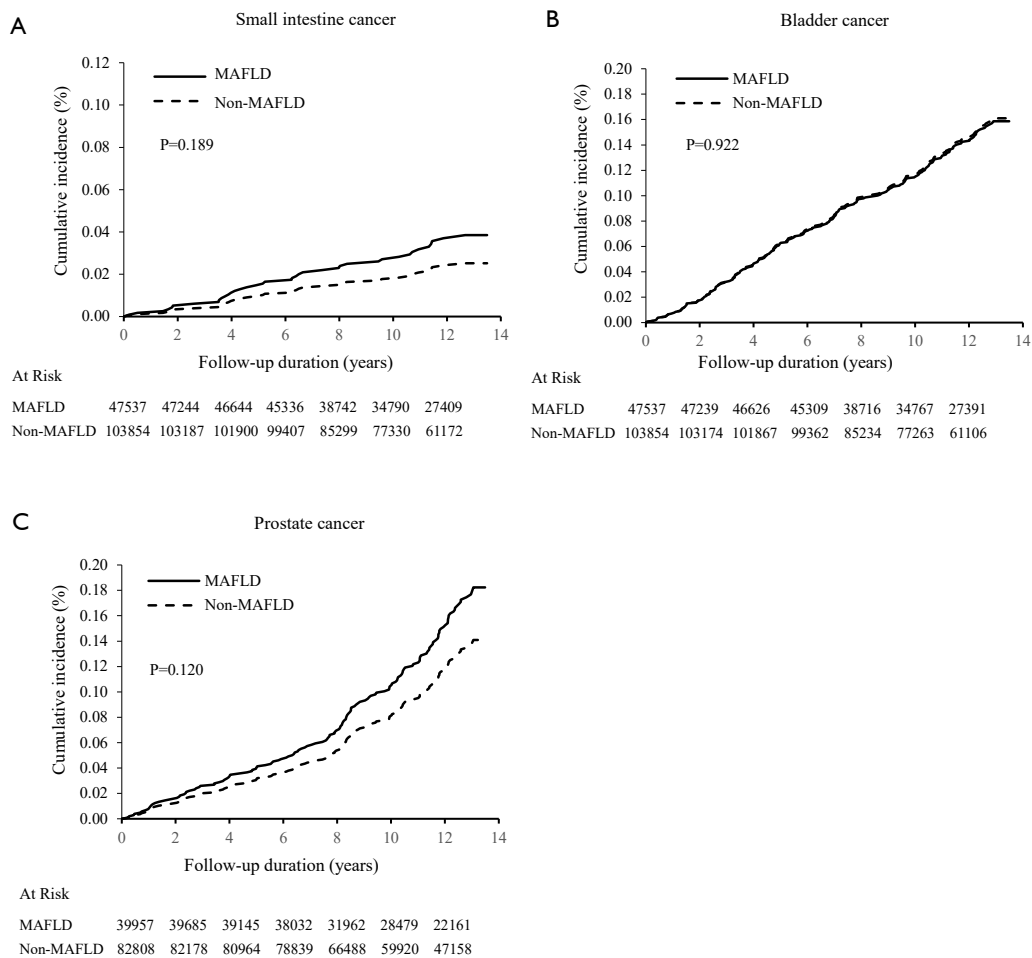 A
Small intestine cancer
0.12
0.10
0.08
0.06
0.04
0.02
0.00
Cumulative incidence (%)
MAFLD
Non-MAFLD
P=0.189
0 2 4 6 8 10 12 14
Follow-up duration (years)
At Risk
MAFLD 47537 47244 46644 45336 38742 34790 27409
Non-MAFLD 103854 103187 101900 99407 85299 77330 61172
B
Bladder cancer
0.20
0.18
0.16
0.14
0.12
0.10
0.08
0.06
0.04
0.02
0.00
Cumulative incidence (%)
MAFLD
Non-MAFLD
P=0.922
0 2 4 6 8 10 12 14
Follow-up duration (years)
At Risk
MAFLD 47537 47239 46626 45309 38716 34767 27391
Non-MAFLD 103854 103174 101867 99362 85234 77263 61106
C
Prostate cancer
0.20
0.18
0.16
0.14
0.12
0.10
0.08
0.06
0.04
0.02
0.00
Cumulative incidence (%)
MAFLD
Non-MAFLD
P=0.120
0 2 4 6 8 10 12 14
Follow-up duration (years)
At Risk
MAFLD 39957 39685 39145 38032 31962 28479 22161
Non-MAFLD 82808 82178 80964 78839 66488 59920 47158